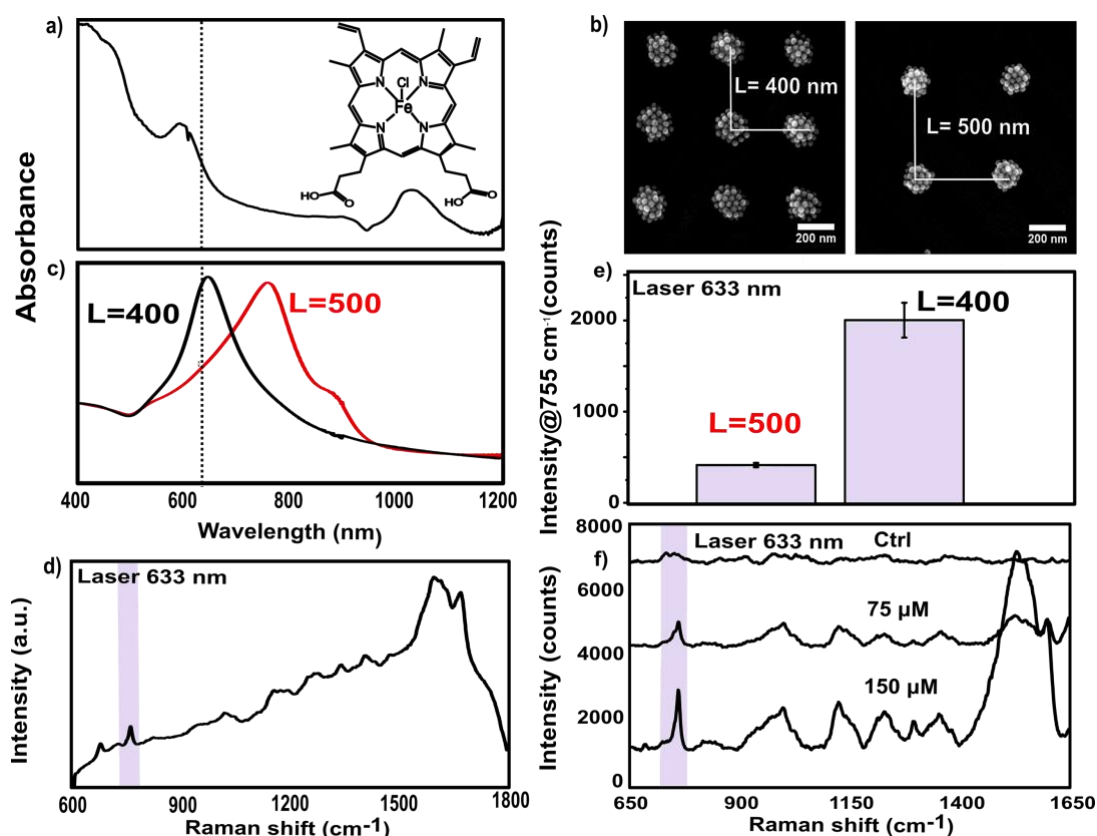 a)
Cl
N
N
Fe
N
N
HO
O
O
HO
Absorbance
c)
L=400
L=500
400
600
800
1000
1200
Wavelength (nm)
b)
L= 400 nm
200 nm
L= 500 nm
200 nm
e)
Laser 633 nm
L=400
L=500
2000
1000
0
Intensity@755 cm⁻¹(counts)
d)
Laser 633 nm
Intensity (a.u.)
600
900
1200
1500
1800
Raman shift (cm⁻¹)
f)
Laser 633 nm
Ctrl
75 µM
150 µM
8000
6000
4000
2000
0
Intensity (counts)
650
900
1150
1400
1650
Raman shift (cm⁻¹)